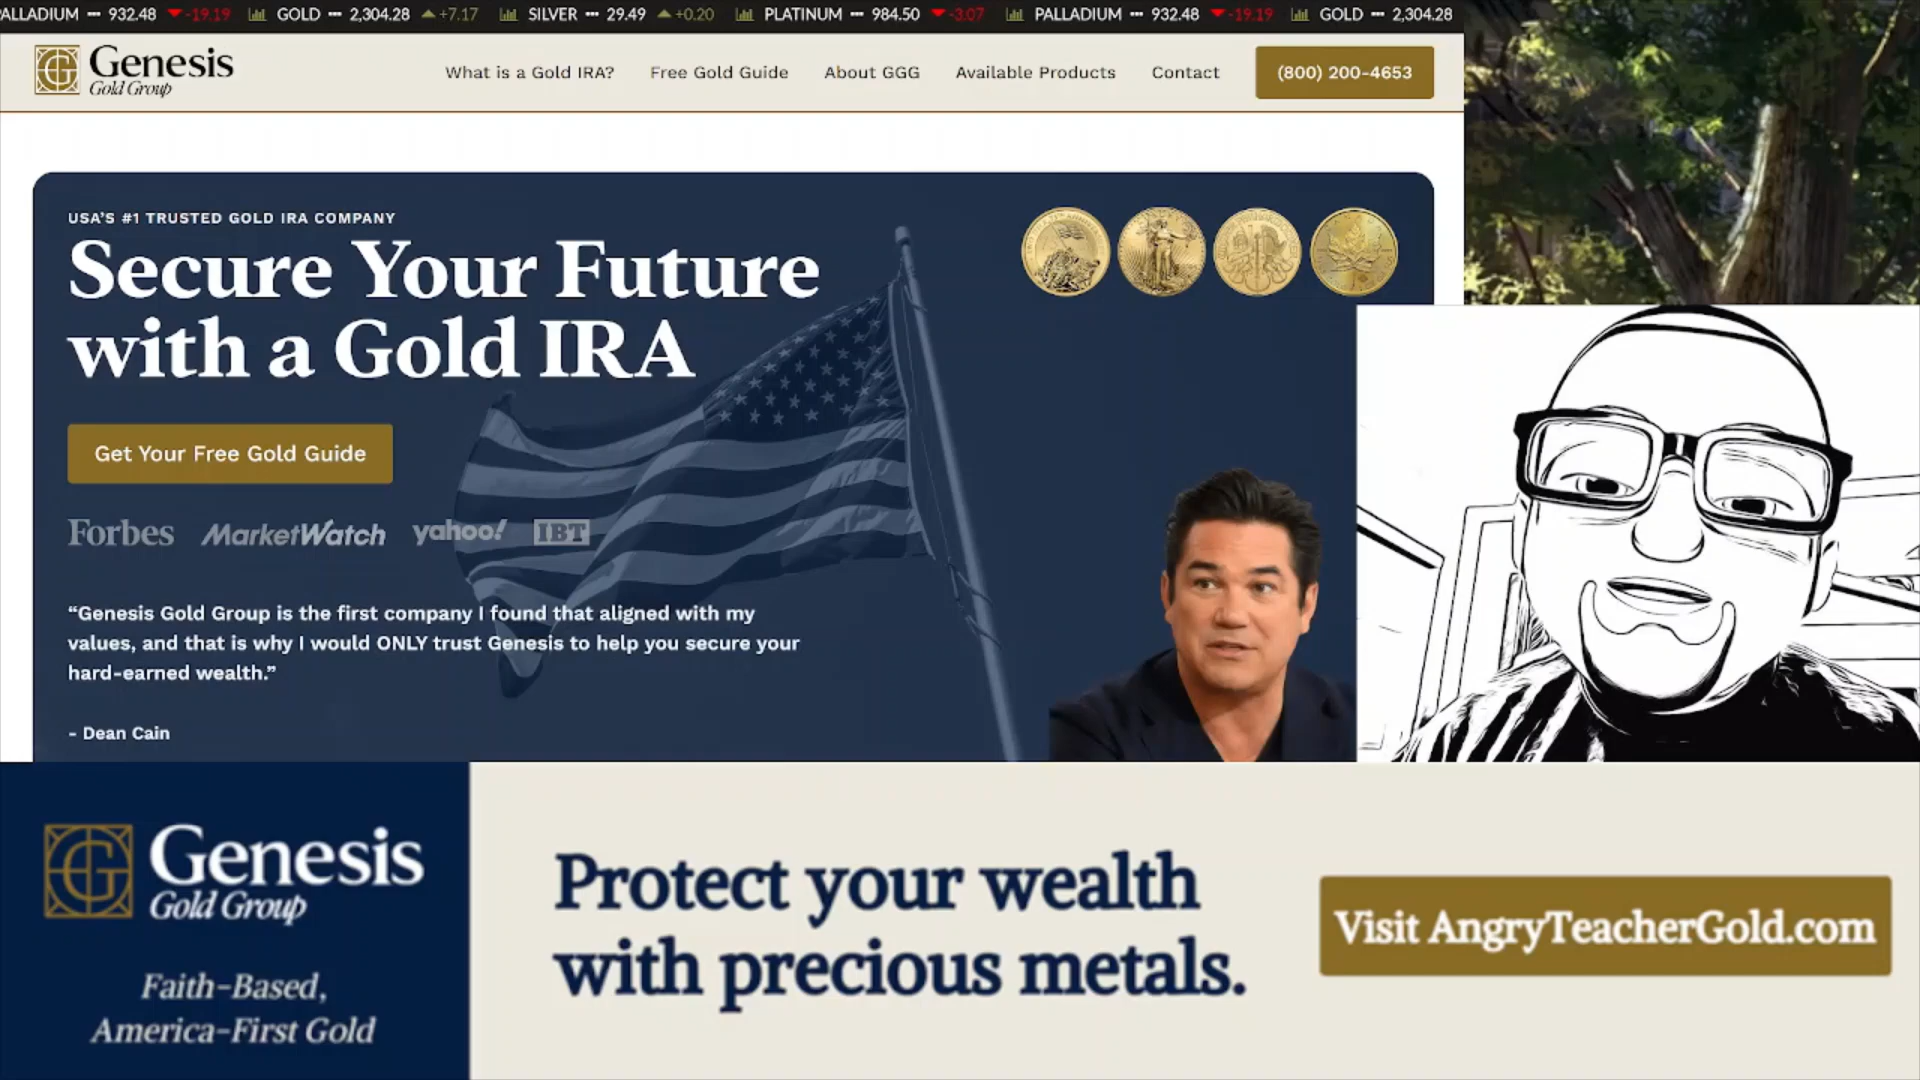 PALLADIUM ••• 932.48 -19.19 GOLD ••• 2,304.28 +7.17 SILVER ••• 29.49 +0.20 PLATINUM ••• 984.50 -3.07 PALLADIUM ••• 932.48 -19.19 GOLD ••• 2,304.28
Genesis
Gold Group
What is a Gold IRA? Free Gold Guide About GGG Available Products Contact (800) 200-4653
USA'S #1 TRUSTED GOLD IRA COMPANY
Secure Your Future
with a Gold IRA
Get Your Free Gold Guide
Forbes MarketWatch yahoo! IBT
“Genesis Gold Group is the first company I found that aligned with my
values, and that is why I would ONLY trust Genesis to help you secure your
hard-earned wealth.”
- Dean Cain
Genesis
Gold Group
Faith-Based,
America-First Gold
Protect your wealth
with precious metals.
Visit AngryTeacherGold.com